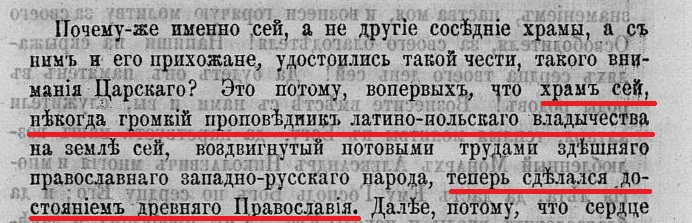 Почему-же именно сей, а не другіе сосѣдніе храмы, а съ
нимъ и его прихожане, удостоились такой чести, такого вни-
манія Царскаго? Это потому, вопервыхъ, что храмъ сей,
нѣкогда громкій проповѣдникъ латино-польскаго владычества
на землѣ сей, воздвигнутый потовыми трудами здѣшняго
православнаго западно-русскаго народа, теперь сдѣлался до-
стояніемъ древняго Православія. Далѣе, потому, что сердце